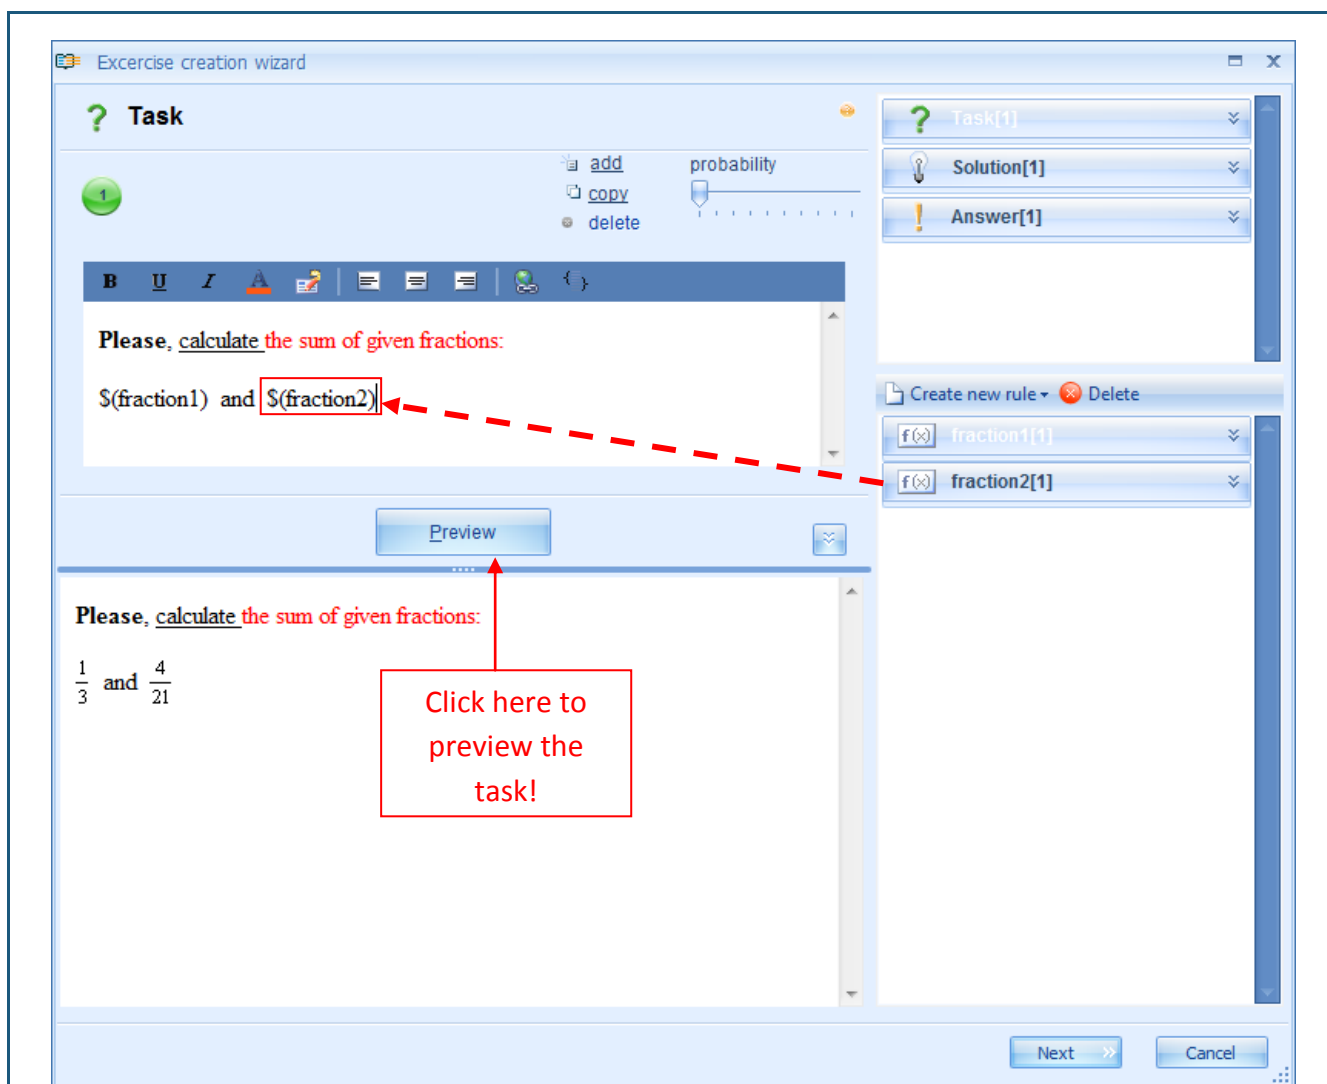 Excercise creation wizard
Task
1
add
copy
delete
probability
B U I A
Please, calculate the sum of given fractions:
$(fraction1) and $(fraction2)
Preview
Please, calculate the sum of given fractions:
1/3 and 4/21
Click here to
preview the
task!
Task[1]
Solution[1]
Answer[1]
Create new rule Delete
f(x) fraction1[1]
f(x) fraction2[1]
Next
Cancel